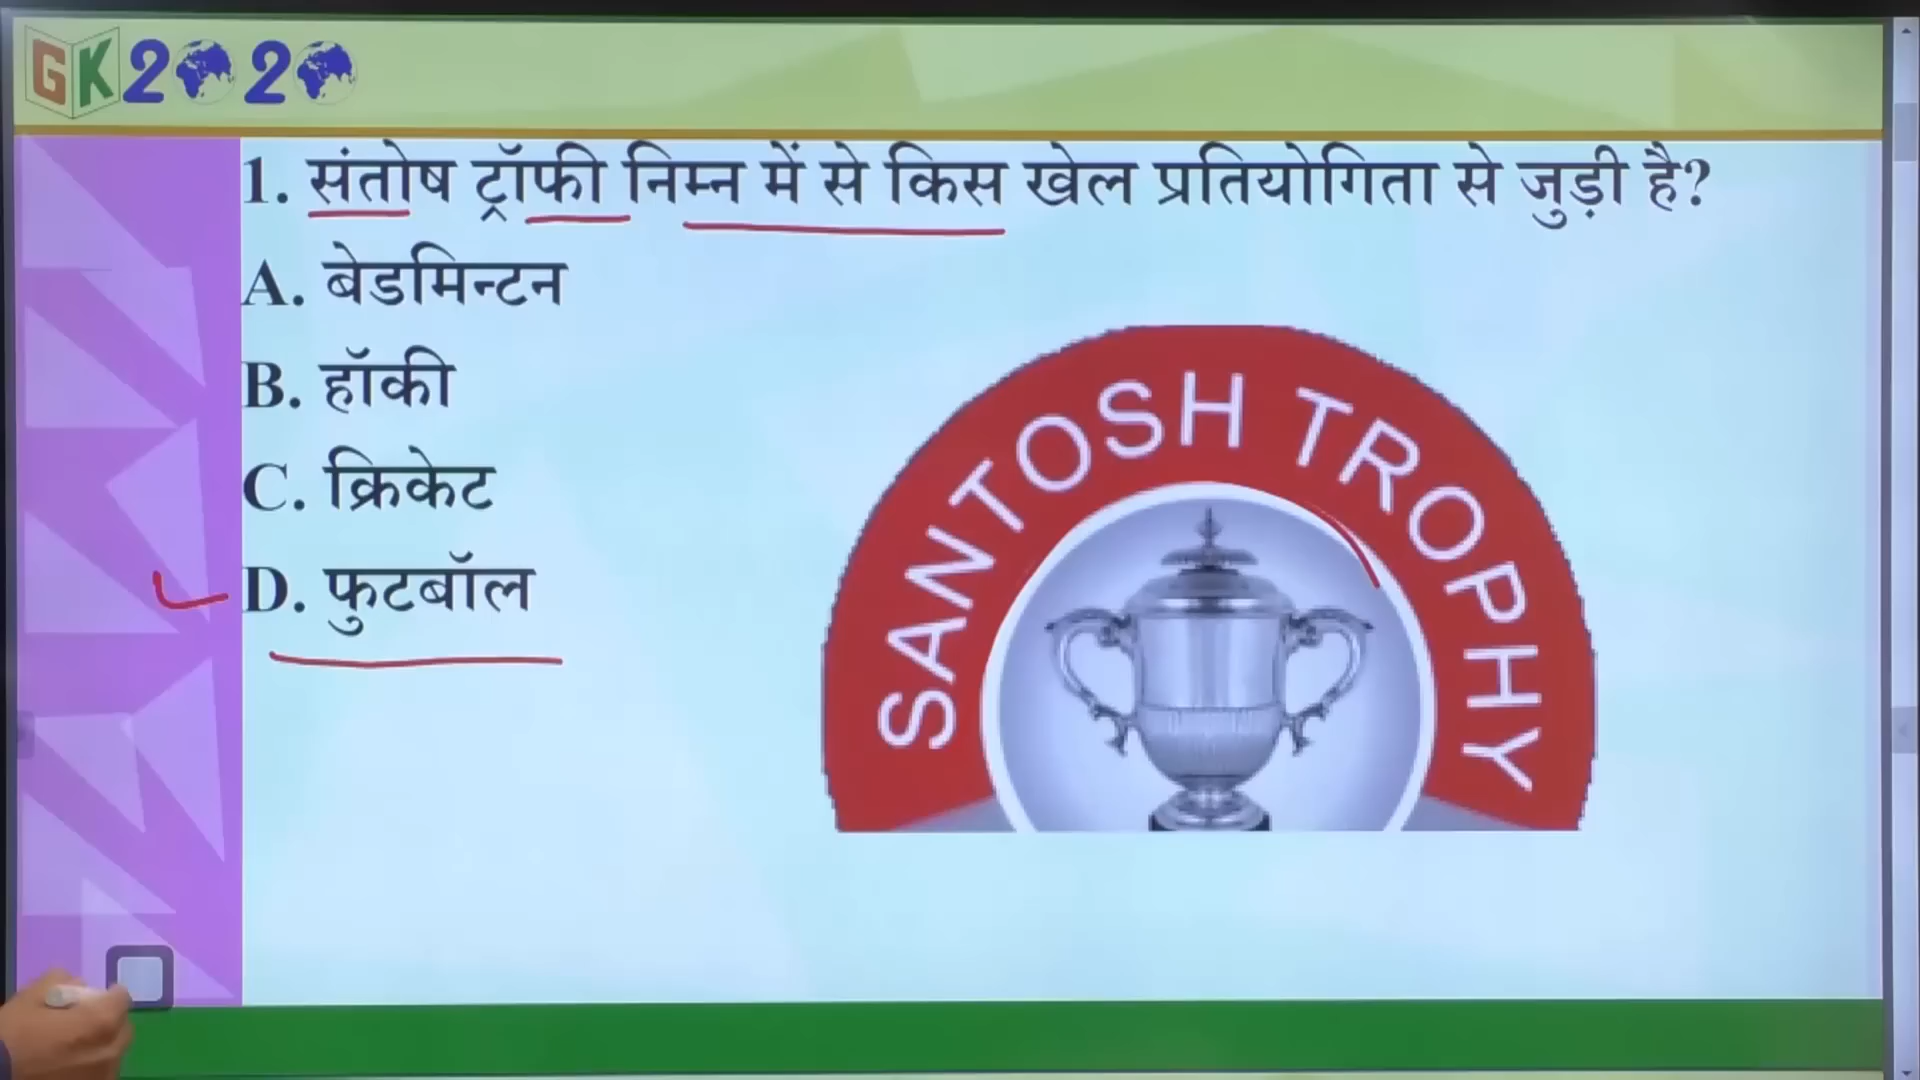 GK2020
1. संतोष ट्रॉफी निम्न में से किस खेल प्रतियोगिता से जुड़ी है?
A. बेडमिन्टन
B. हॉकी
C. क्रिकेट
D. फुटबॉल
SANTOSH TROPHY